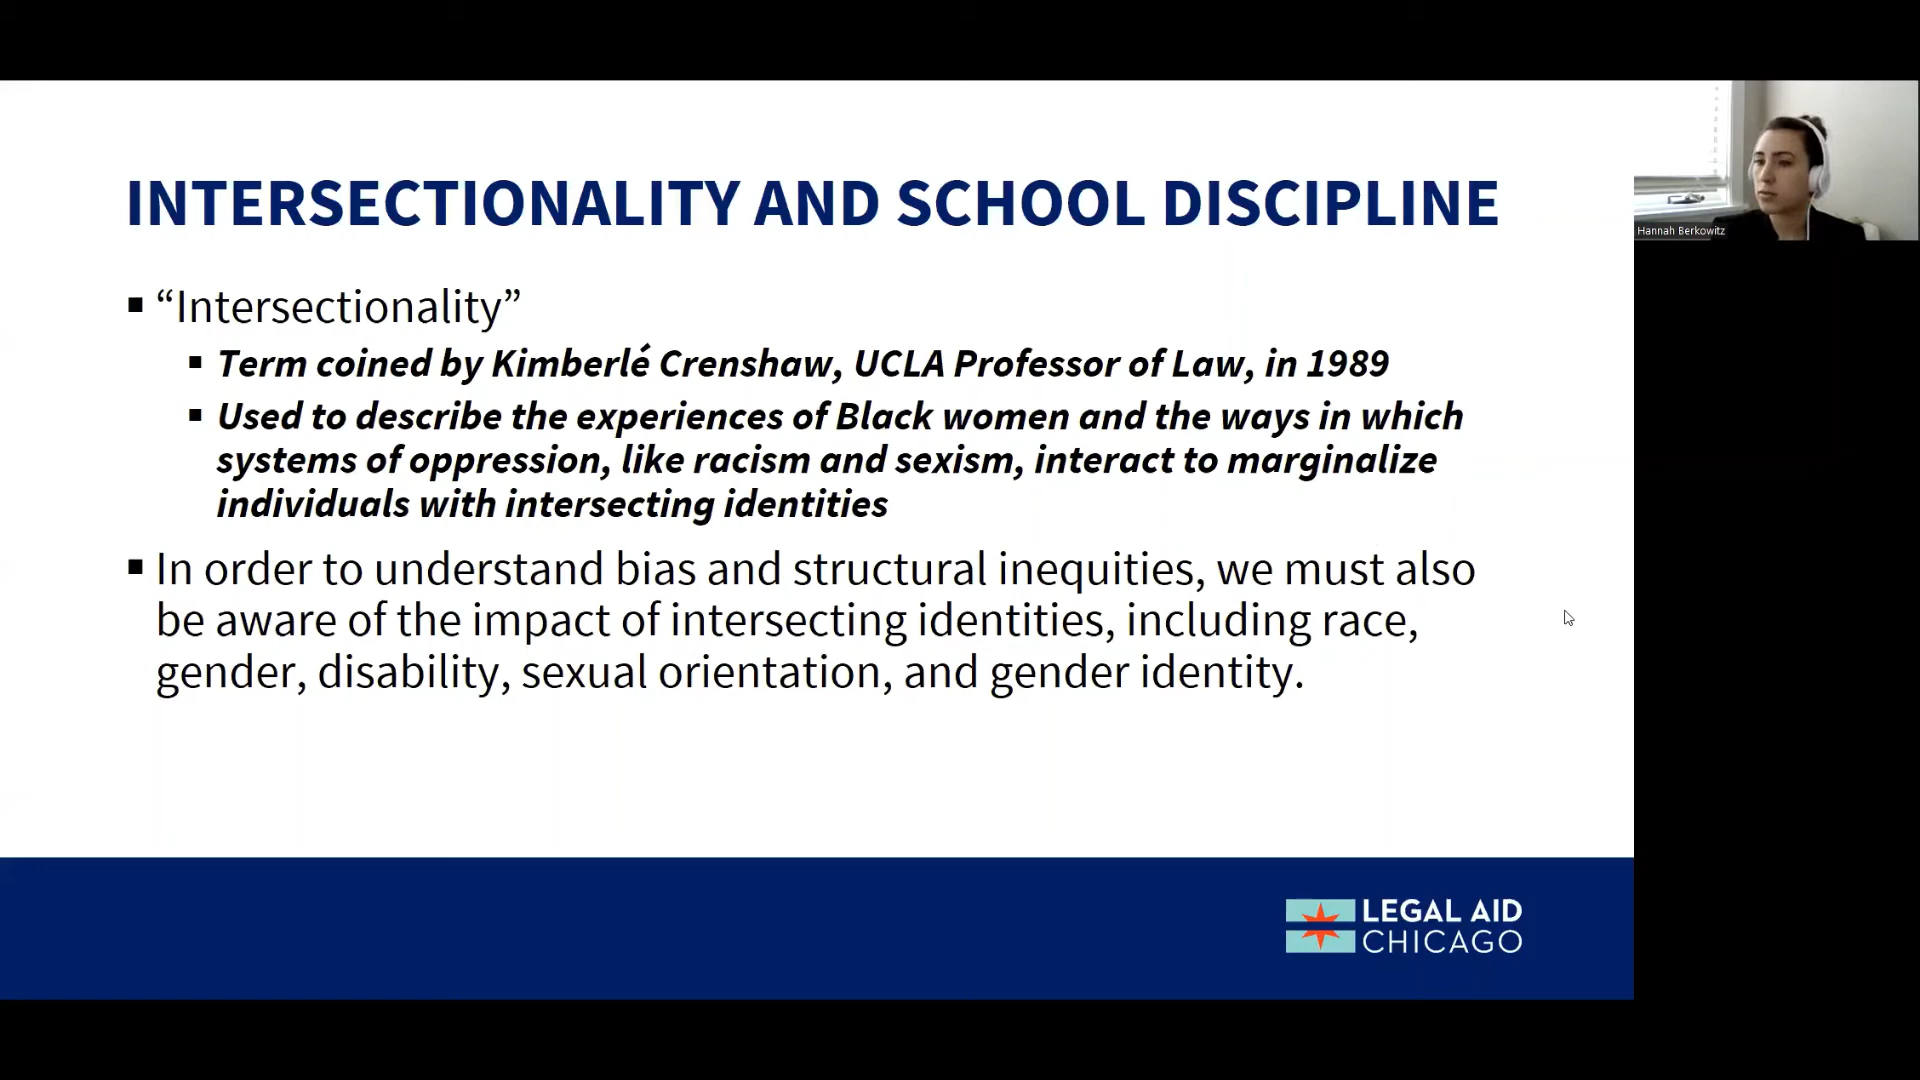 INTERSECTIONALITY AND SCHOOL DISCIPLINE
▪ “Intersectionality”
▪ Term coined by Kimberlé Crenshaw, UCLA Professor of Law, in 1989
▪ Used to describe the experiences of Black women and the ways in which
systems of oppression, like racism and sexism, interact to marginalize
individuals with intersecting identities
▪ In order to understand bias and structural inequities, we must also
be aware of the impact of intersecting identities, including race,
gender, disability, sexual orientation, and gender identity.
Hannah Berkowitz
LEGAL AID
CHICAGO